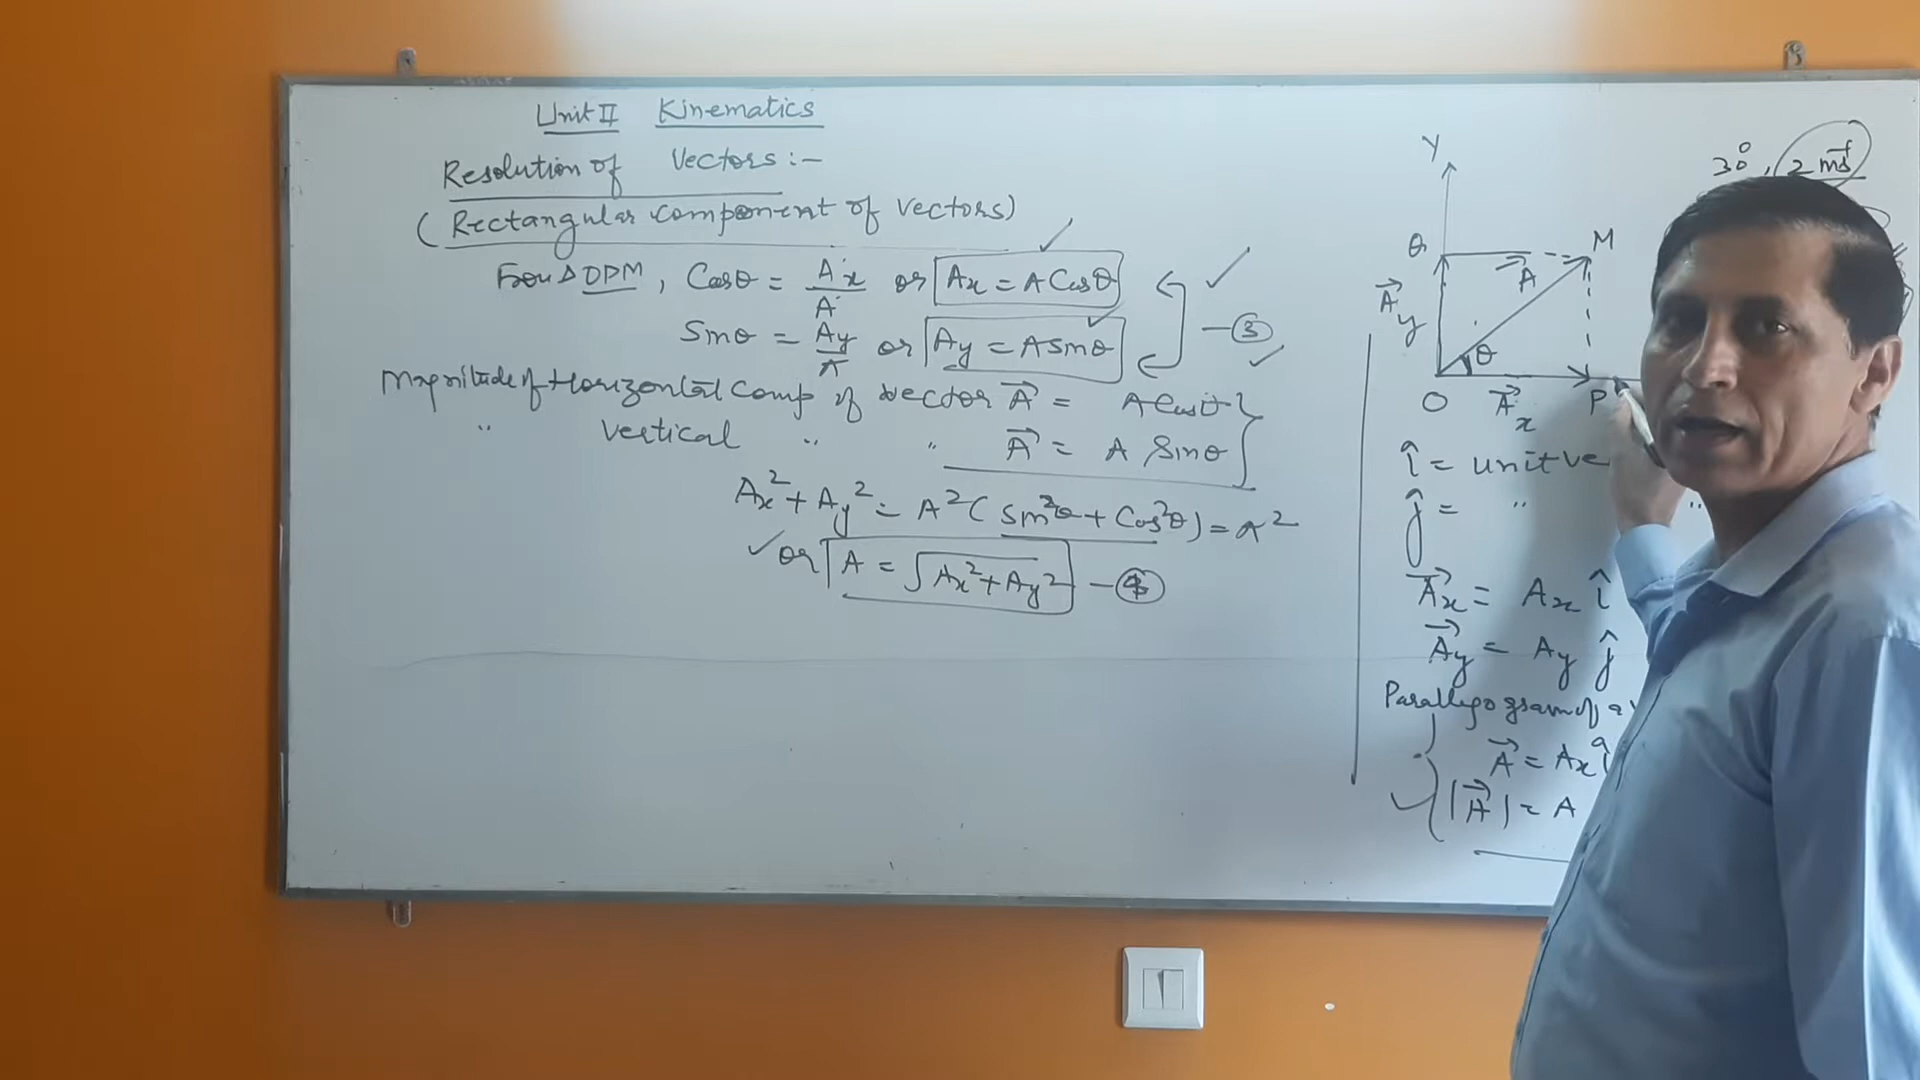 Unit II Kinematics
Resolution of Vectors :-
(Rectangular Component of Vectors)
From Δ OPM, Cosθ = Ax/A or Ax = A Cosθ
Sinθ = Ay/A or Ay = A Sinθ — ③
Magnitude of Horizontal Comp of vector A⃗ = A Cosθ
" Vertical " " A⃗ = A Sinθ
Ax² + Ay² = A² (Sin²θ + Cos²θ) = A²
or A = √Ax² + Ay² — ④
Y
30°, 2 ms⁻¹
Q M
A⃗y A⃗
θ
O A⃗x P
î = unit ve
ĵ = " "
A⃗x = Ax î
A⃗y = Ay ĵ
A⃗ = Ax î
|A⃗| = A